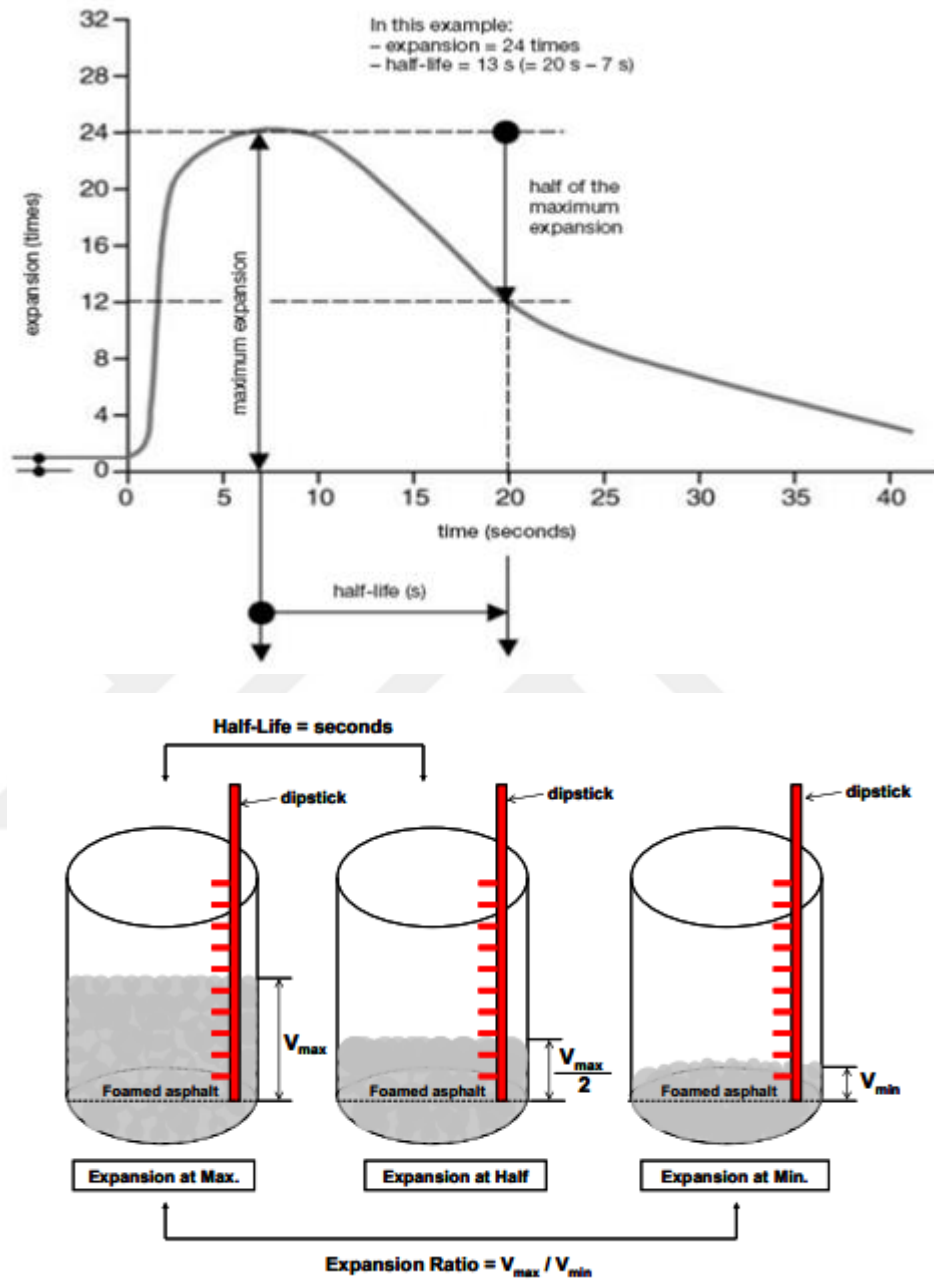 In this example:
– expansion = 24 times
– half-life = 13 s (= 20 s – 7 s)
32
28
24
20
16
12
8
4
0
expansion (times)
maximum expansion
half of the
maximum
expansion
0
5
10
15
20
25
30
35
40
time (seconds)
half-life (s)
Half-Life = seconds
dipstick
dipstick
dipstick
Vmax
Vmax
2
Vmin
Foamed asphalt
Foamed asphalt
Foamed asphalt
Expansion at Max.
Expansion at Half
Expansion at Min.
Expansion Ratio = Vmax / Vmin